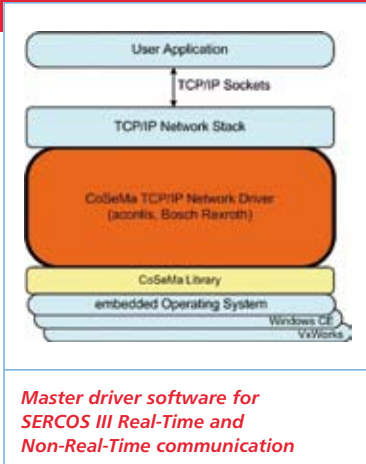 User Application
TCP/IP Sockets
TCP/IP Network Stack
CoSeMa TCP/IP Network Driver
(acontis, Bosch Rexroth)
CoSeMa Library
embedded Operating System
Windows CE
VxWorks
Master driver software for
SERCOS III Real-Time and
Non-Real-Time communication